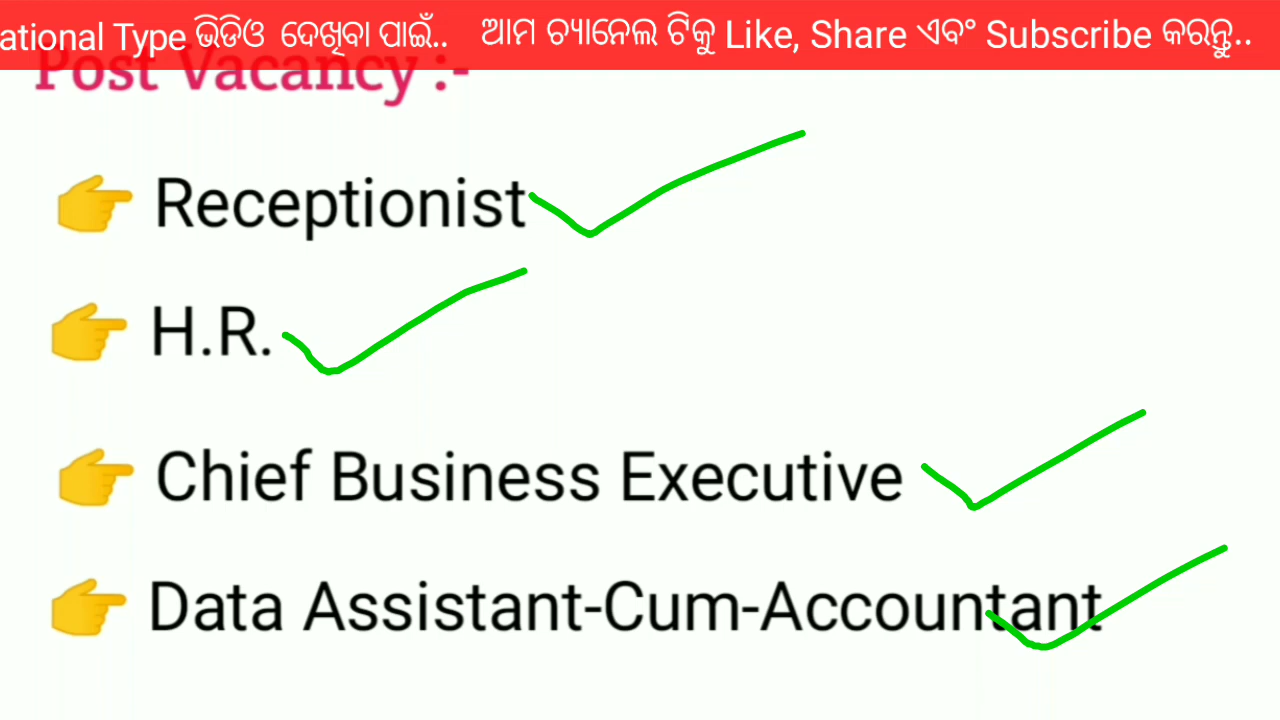 ational Type ଭିଡିଓ ଦେଖିବା ପାଇଁ.. ଆମ ଚ୍ୟାନେଲ ଟିକୁ Like, Share ଏବଂ Subscribe କରନ୍ତୁ..
Post Vacancy :-
👉 Receptionist
👉 H.R.
👉 Chief Business Executive
👉 Data Assistant-Cum-Accountant